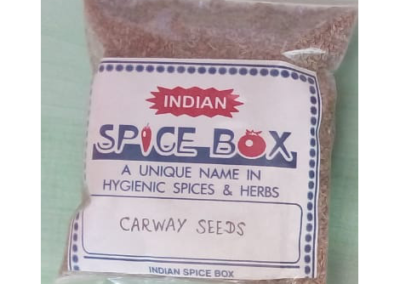 INDIAN
SPICE BOX
A UNIQUE NAME IN
HYGIENIC SPICES & HERBS
CARWAY SEEDS
INDIAN SPICE BOX